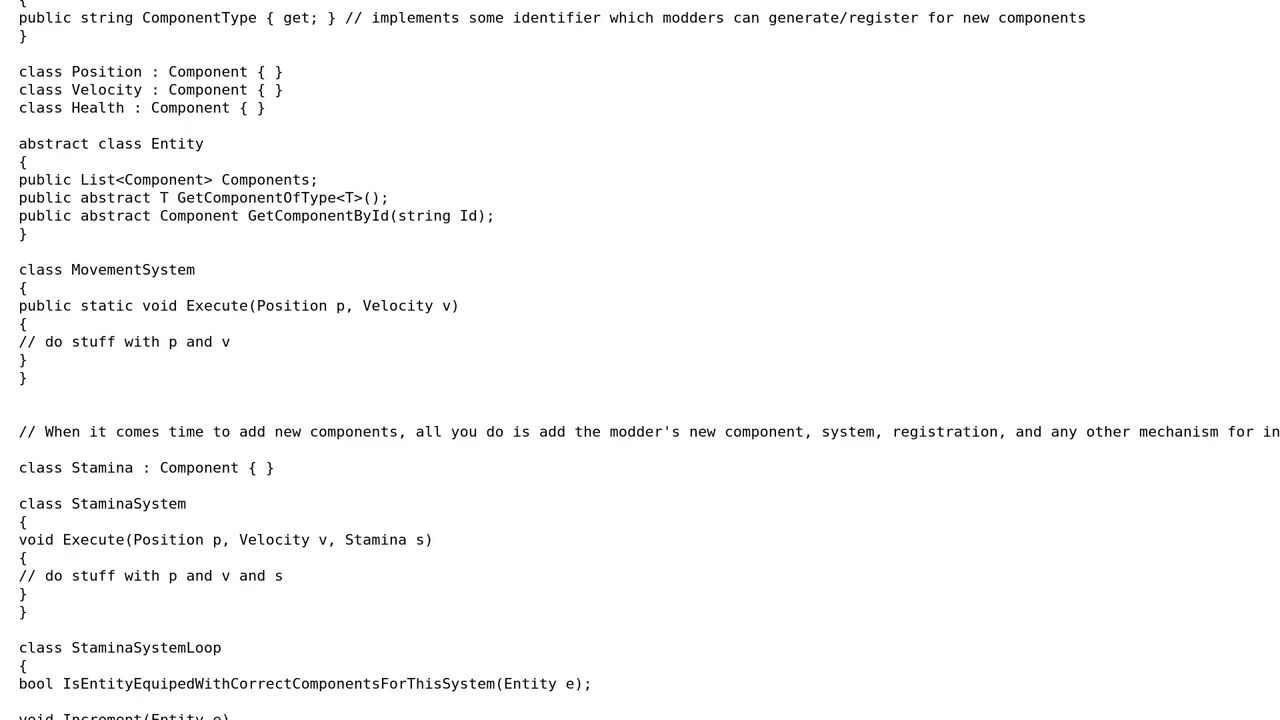 {
public string ComponentType { get; } // implements some identifier which modders can generate/register for new components
}
class Position : Component { }
class Velocity : Component { }
class Health : Component { }
abstract class Entity
{
public List<Component> Components;
public abstract T GetComponentOfType<T>();
public abstract Component GetComponentById(string Id);
}
class MovementSystem
{
public static void Execute(Position p, Velocity v)
{
// do stuff with p and v
}
}
// When it comes time to add new components, all you do is add the modder's new component, system, registration, and any other mechanism for in
class Stamina : Component { }
class StaminaSystem
{
void Execute(Position p, Velocity v, Stamina s)
{
// do stuff with p and v and s
}
}
class StaminaSystemLoop
{
bool IsEntityEquipedWithCorrectComponentsForThisSystem(Entity e);
void Increment(Entity e)